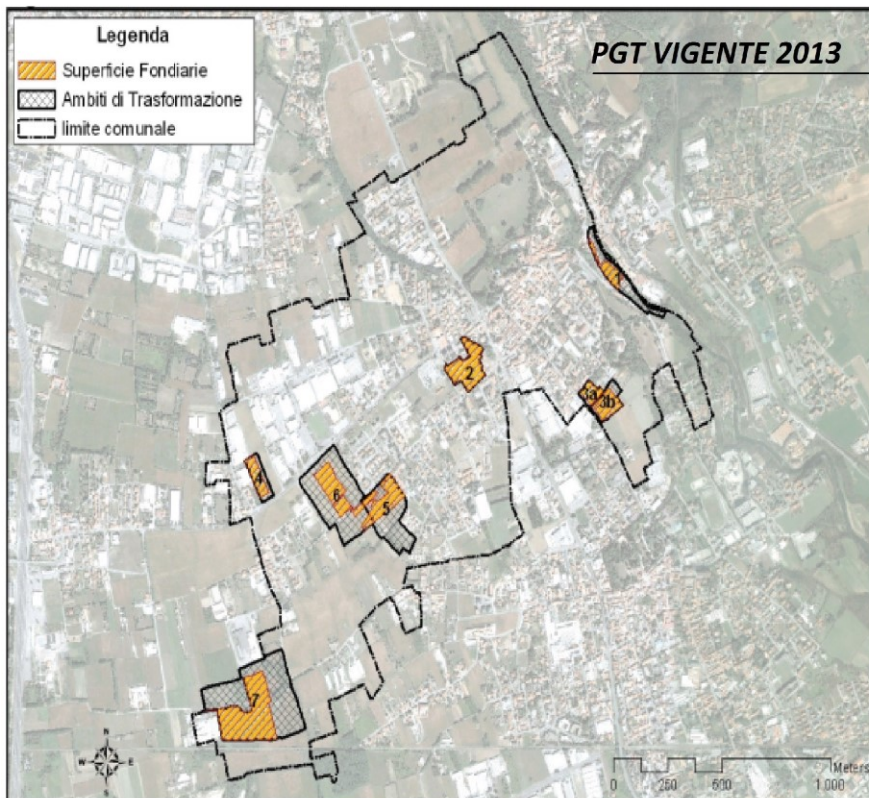 Legenda
Superficie Fondiarie
Ambiti di Trasformazione
limite comunale
PGT VIGENTE 2013
1
2
3a
3b
4
6
5
7
N
W
E
S
Meters
0
250
500
1.000